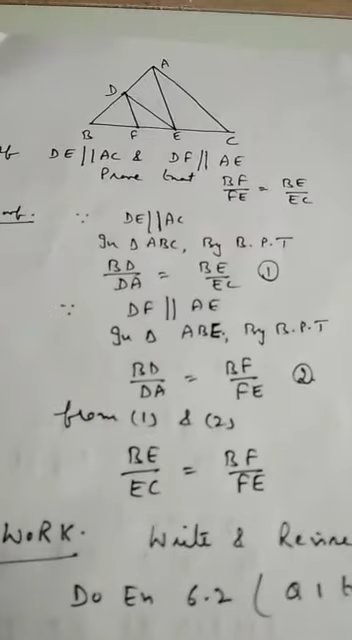 A
D
B F E C
If DE || AC & DF || AE
Prove that BF/FE = BE/EC
∵ DE || AC
In Δ ABC, By B.P.T
BD/DA = BE/EC ①
∵ DF || AE
In Δ ABE, By B.P.T
BD/DA = BF/FE ②
from (1) & (2)
BE/EC = BF/FE
WORK. Write & Revise
Do Ex 6.2 ( Q 1